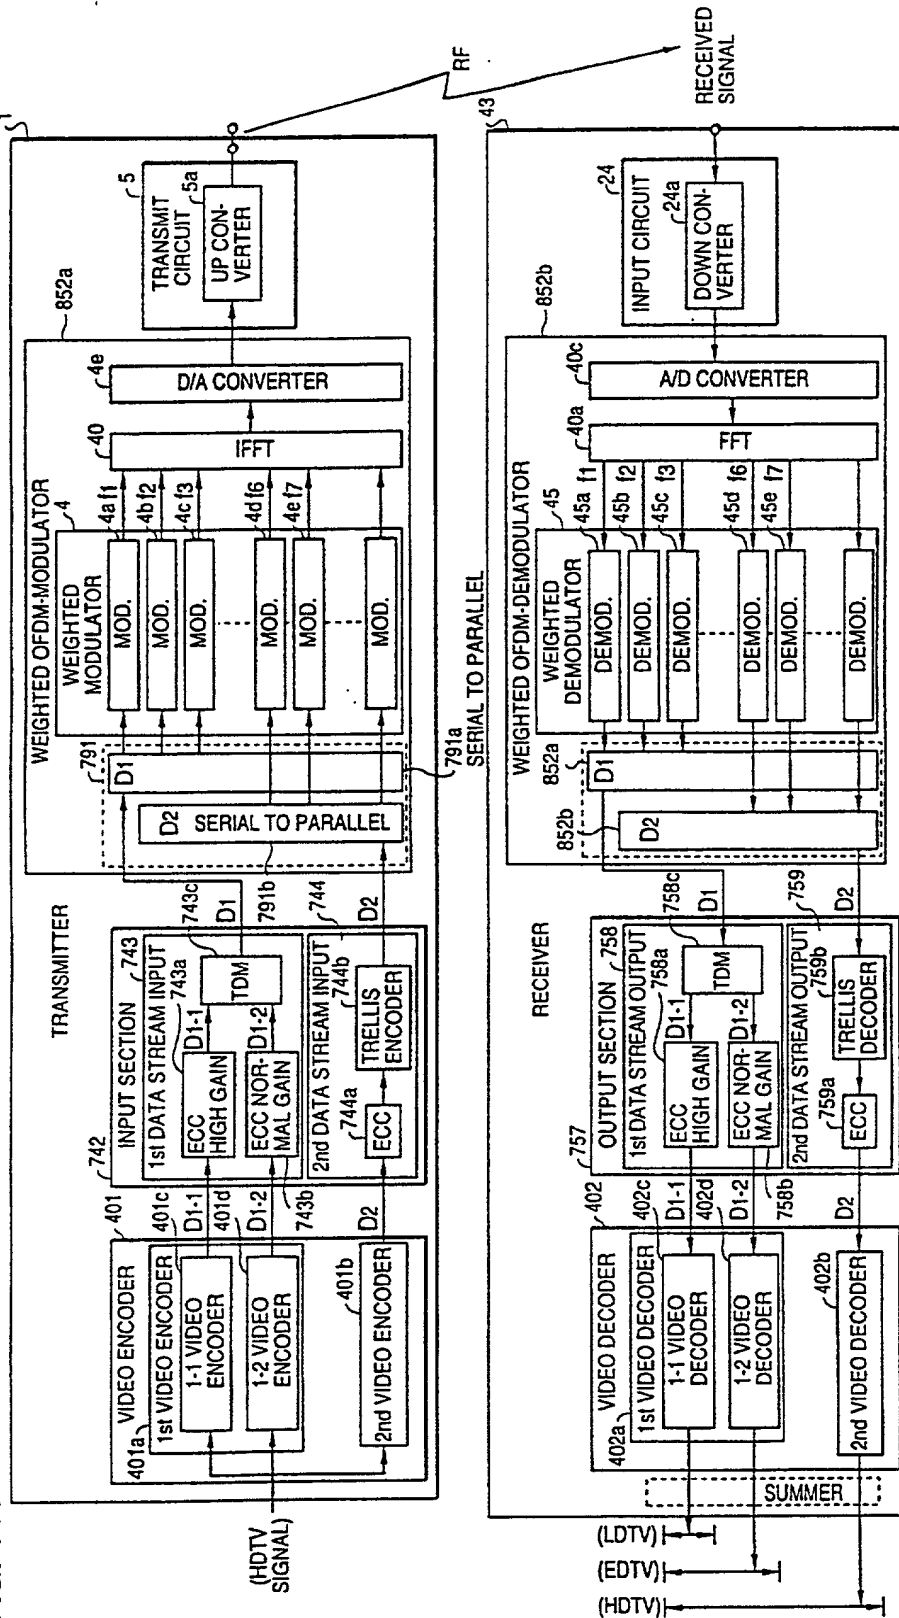 TRANSMITTER
1
(HDTV
SIGNAL)
VIDEO ENCODER
401
401a
1st VIDEO ENCODER
401c
1-1 VIDEO
ENCODER
401d
1-2 VIDEO
ENCODER
401b
2nd VIDEO ENCODER
D1-1
D1-2
D2
742
INPUT SECTION
743
1st DATA STREAM INPUT
743a
ECC
HIGH GAIN
D1-1
743b
ECC NOR-
MAL GAIN
D1-2
743c
TDM
D1
744
2nd DATA STREAM INPUT
744a
ECC
744b
TRELLIS
ENCODER
D2
WEIGHTED OFDM-MODULATOR
852a
791
D1
791a
SERIAL TO PARALLEL
791b
D2 SERIAL TO PARALLEL
4
WEIGHTED
MODULATOR
MOD.
4a f1
MOD.
4b f2
MOD.
4c f3
MOD.
4d f6
MOD.
4e f7
MOD.
40
IFFT
4e
D/A CONVERTER
5
TRANSMIT
CIRCUIT
5a
UP CON-
VERTER
RF
RECEIVED
SIGNAL
RECEIVER
43
INPUT CIRCUIT
24
24a
DOWN CON-
VERTER
WEIGHTED OFDM-DEMODULATOR
852b
40c
A/D CONVERTER
40a
FFT
45
WEIGHTED
DEMODULATOR
45a f1
DEMOD.
45b f2
DEMOD.
45c f3
DEMOD.
45d f6
DEMOD.
45e f7
DEMOD.
DEMOD.
852a
D1
852b
D2
757
OUTPUT SECTION
758
1st DATA STREAM OUTPUT
758c
D1
TDM
758a
D1-1
ECC
HIGH GAIN
D1-2
ECC NOR-
MAL GAIN
758b
759
2nd DATA STREAM OUTPUT
D2
759b
TRELLIS
DECODER
759a
ECC
D1-1
D1-2
D2
VIDEO DECODER
402
402a
1st VIDEO DECODER
402c
1-1 VIDEO
DECODER
402d
1-2 VIDEO
DECODER
402b
2nd VIDEO DECODER
SUMMER
(LDTV)
(EDTV)
(HDTV)